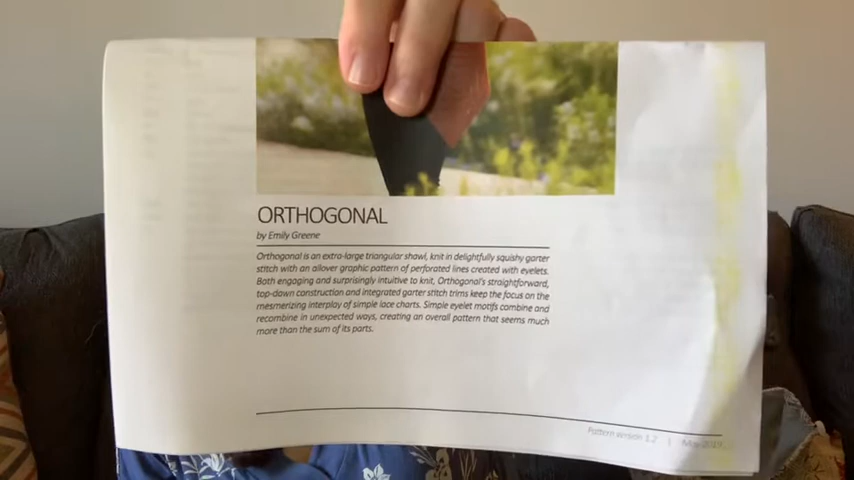 ORTHOGONAL
by Emily Greene
Orthogonal is an extra-large triangular shawl, knit in delightfully squishy garter
stitch with an allover graphic pattern of perforated lines created with eyelets.
Both engaging and surprisingly intuitive to knit, Orthogonal's straightforward,
top-down construction and integrated garter stitch trims keep the focus on the
mesmerizing interplay of simple lace charts. Simple eyelet motifs combine and
recombine in unexpected ways, creating an overall pattern that seems much
more than the sum of its parts.
Pattern Version 1.2 | May 2019